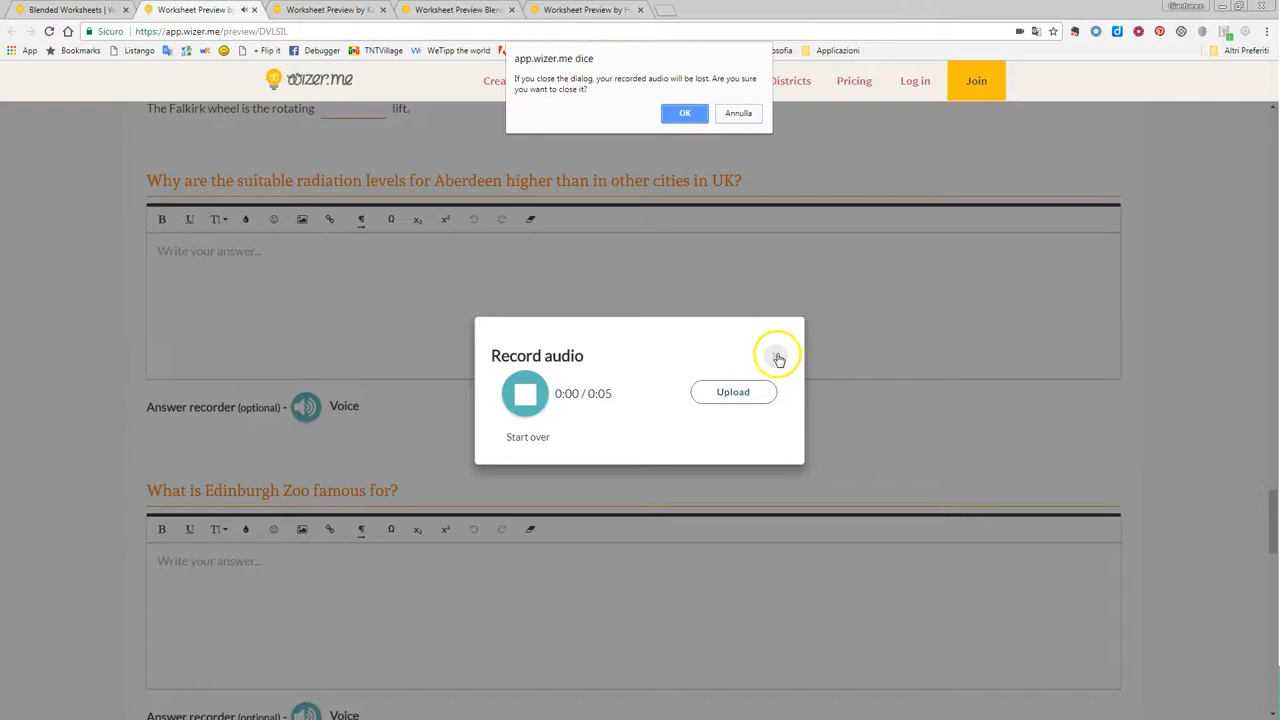 Blended Worksheets | W
Worksheet Preview by
Worksheet Preview by Ka
Worksheet Preview Blen
Worksheet Preview by H
Gianfranco
Sicuro
https://app.wizer.me/preview/DVLSIL
App
Bookmarks
Listango
Flip it
Debugger
TNTVillage
WeTipp the world
sofia
Applicazioni
Altri Preferiti
wizer.me
Crea
Districts
Pricing
Log in
Join
app.wizer.me dice
If you close the dialog, your recorded audio will be lost. Are you sure
you want to close it?
OK
Annulla
The Falkirk wheel is the rotating ________ lift.
Why are the suitable radiation levels for Aberdeen higher than in other cities in UK?
Write your answer...
Record audio
0:00 / 0:05
Upload
Start over
Answer recorder (optional) - Voice
What is Edinburgh Zoo famous for?
Write your answer...
Answer recorder (optional) - Voice